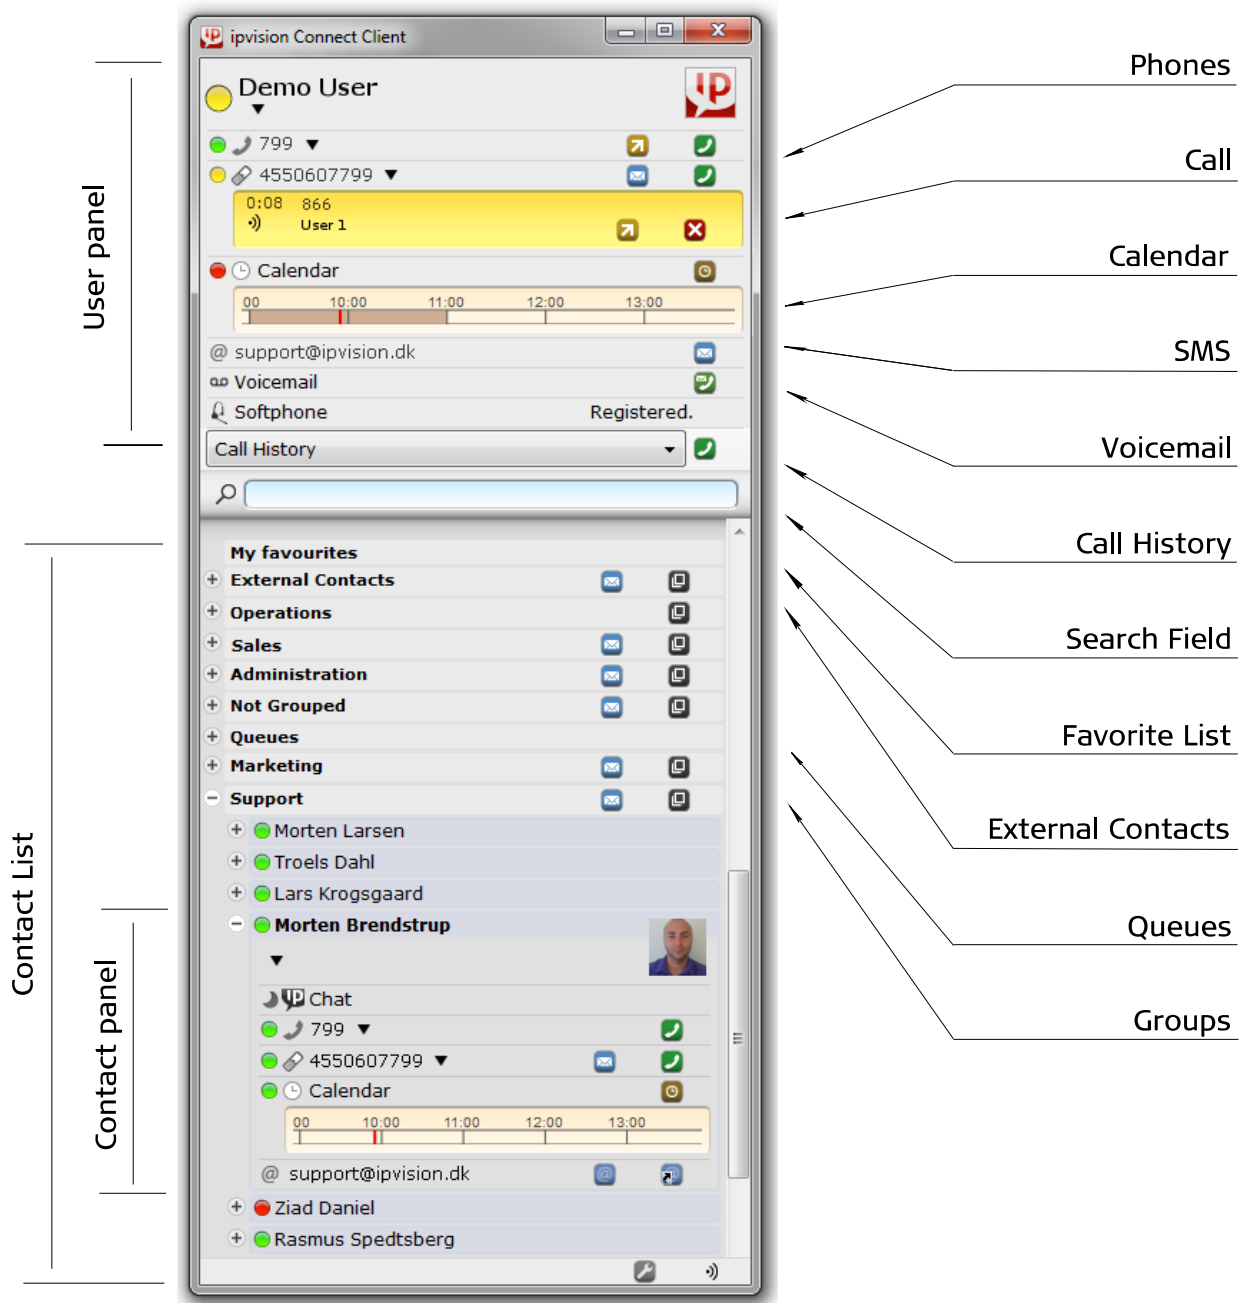 ipvision Connect Client
Demo User
799
4550607799
0:08 866
User 1
Calendar
00 10:00 11:00 12:00 13:00
@ support@ipvision.dk
Voicemail
Softphone Registered.
Call History
My favourites
External Contacts
Operations
Sales
Administration
Not Grouped
Queues
Marketing
Support
Morten Larsen
Troels Dahl
Lars Krogsgaard
Morten Brendstrup
Chat
799
4550607799
Calendar
00 10:00 11:00 12:00 13:00
@ support@ipvision.dk
Ziad Daniel
Rasmus Spedtsberg
User panel
Contact List
Contact panel
Phones
Call
Calendar
SMS
Voicemail
Call History
Search Field
Favorite List
External Contacts
Queues
Groups